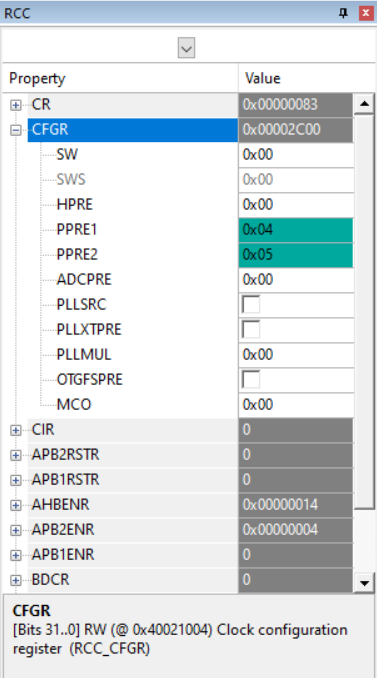 RCC
Property Value
CR 0x00000083
CFGR 0x00002C00
SW 0x00
SWS 0x00
HPRE 0x00
PPRE1 0x04
PPRE2 0x05
ADCPRE 0x00
PLLSRC
PLLXTPRE
PLLMUL 0x00
OTGFSPRE
MCO 0x00
CIR 0
APB2RSTR 0
APB1RSTR 0
AHBENR 0x00000014
APB2ENR 0x00000004
APB1ENR 0
BDCR 0
CFGR
[Bits 31..0] RW (@ 0x40021004) Clock configuration
register (RCC_CFGR)